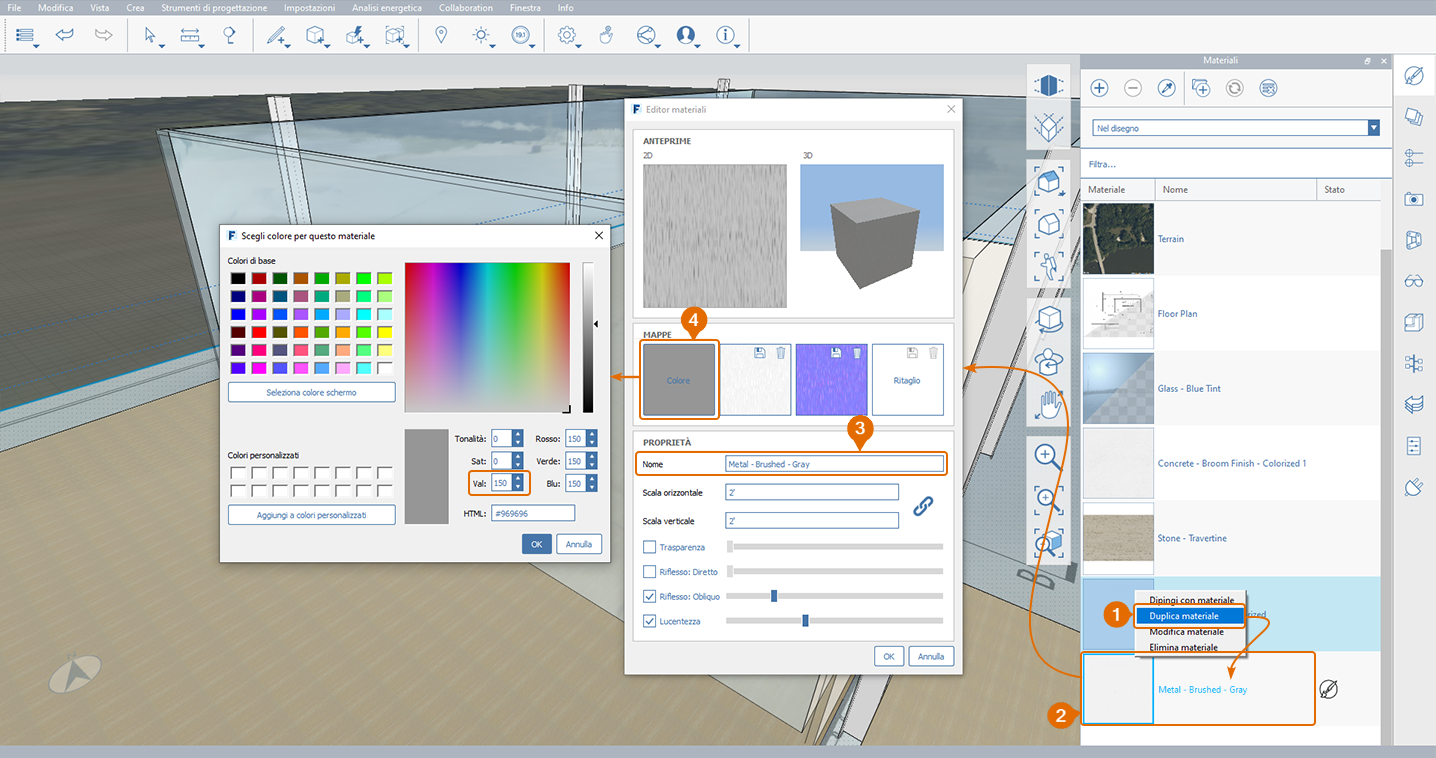 File Modifica Vista Crea Strumenti di progettazione Impostazioni Analisi energetica Collaboration Finestra Info
19.1
Materiali
Nel disegno
Filtra...
Materiale Nome Stato
Terrain
Floor Plan
Glass - Blue Tint
Concrete - Broom Finish - Colorized 1
Stone - Travertine
1
Dipingi con materiale
Duplica materiale
Modifica materiale
Elimina materiale
2
Metal - Brushed - Gray
Editor materiali
ANTEPRIME
2D 3D
4
MAPPE
Colore Ritaglio
3
PROPRIETÀ
Nome Metal - Brushed - Gray
Scala orizzontale 2'
Scala verticale 2'
Trasparenza
Riflesso: Diretto
Riflesso: Obliquo
Lucentezza
OK Annulla
Scegli colore per questo materiale
Colori di base
Seleziona colore schermo
Colori personalizzati
Aggiungi a colori personalizzati
Tonalità: 0 Rosso: 150
Sat: 0 Verde: 150
Val: 150 Blu: 150
HTML: #969696
OK Annulla